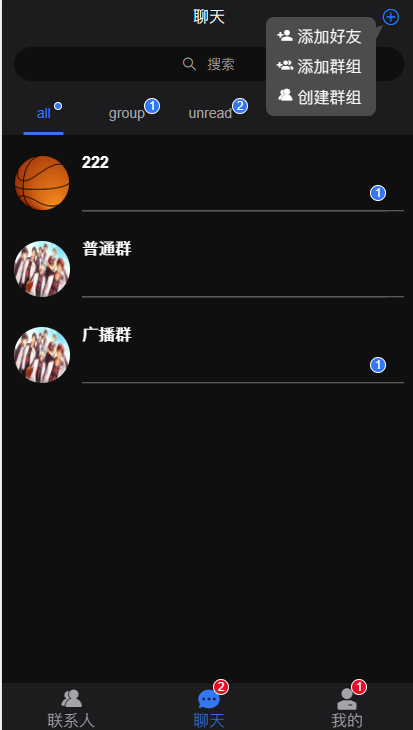 聊天
添加好友
添加群组
创建群组
搜索
all
group 1
unread 2
222
1
普通群
广播群
1
联系人
聊天 2
我的 1